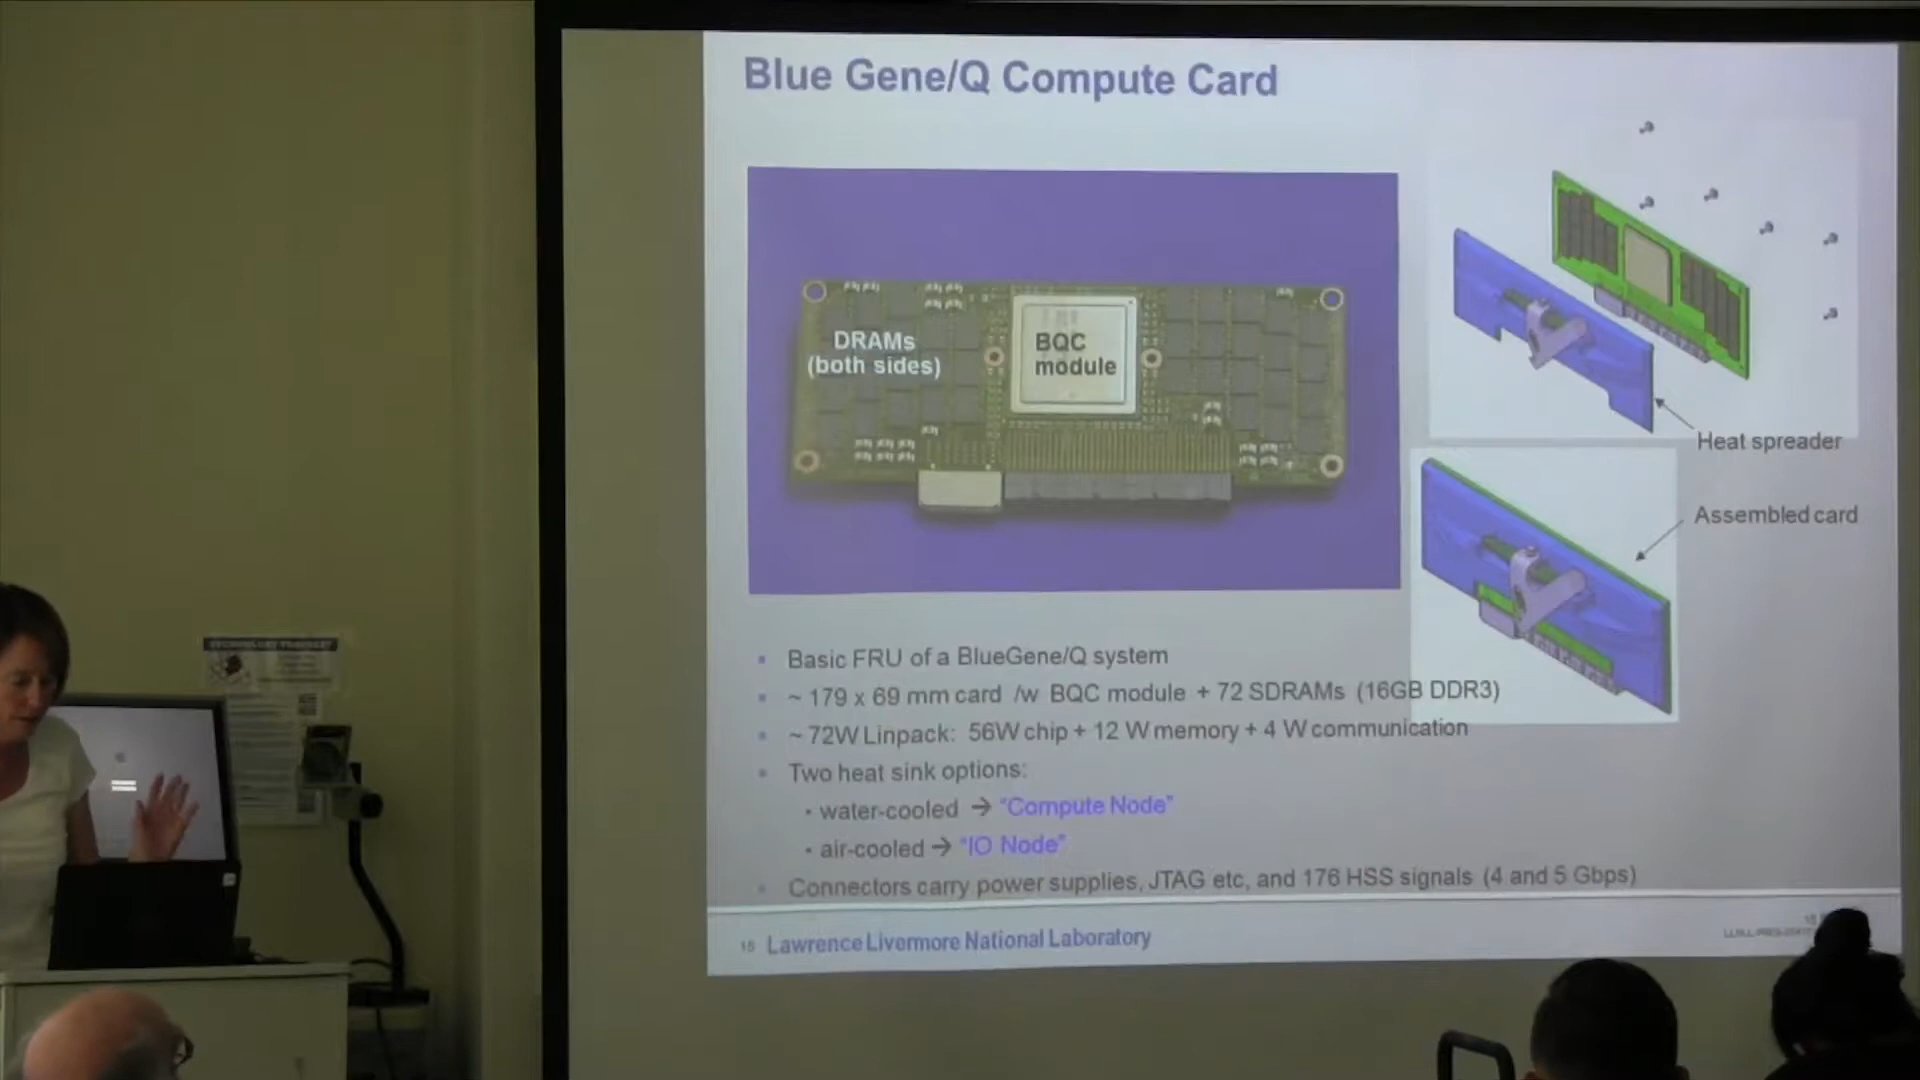 Blue Gene/Q Compute Card
DRAMs
(both sides)
BQC
module
Heat spreader
Assembled card
▪ Basic FRU of a BlueGene/Q system
▪ ~ 179 x 69 mm card /w BQC module + 72 SDRAMs (16GB DDR3)
▪ ~ 72W Linpack: 56W chip + 12 W memory + 4 W communication
▪ Two heat sink options:
• water-cooled → “Compute Node”
• air-cooled → “IO Node”
▪ Connectors carry power supplies, JTAG etc, and 176 HSS signals (4 and 5 Gbps)
Lawrence Livermore National Laboratory